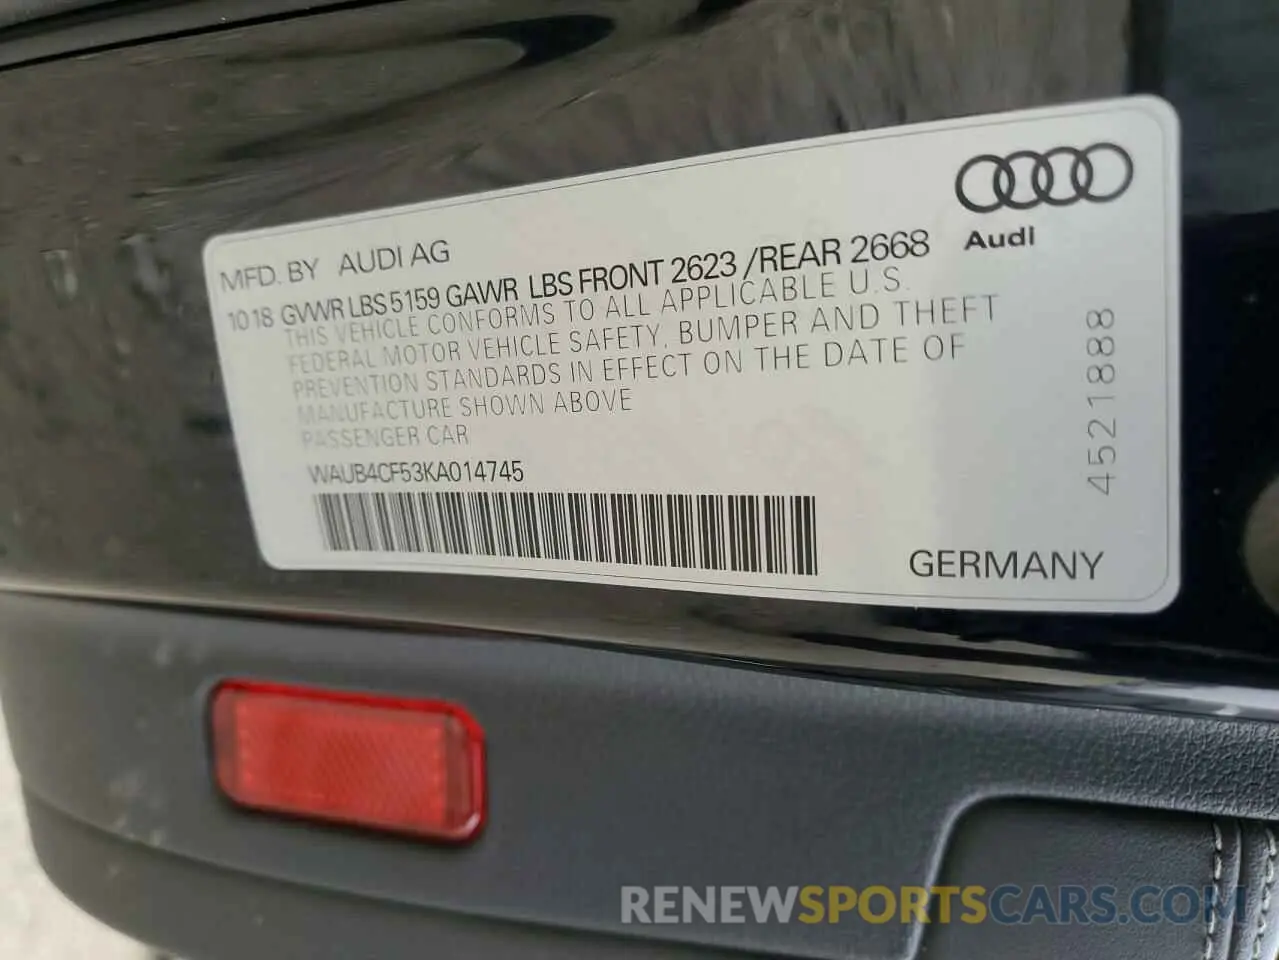 MFD. BY AUDI AG
Audi
10 18 GVWR LBS 5159 GAWR LBS FRONT 2623 /REAR 2668
THIS VEHICLE CONFORMS TO ALL APPLICABLE U.S.
FEDERAL MOTOR VEHICLE SAFETY, BUMPER AND THEFT
PREVENTION STANDARDS IN EFFECT ON THE DATE OF
MANUFACTURE SHOWN ABOVE
PASSENGER CAR
WAUB4CF53KA014745
4521888
GERMANY
RENEWSPORTSCARS.COM